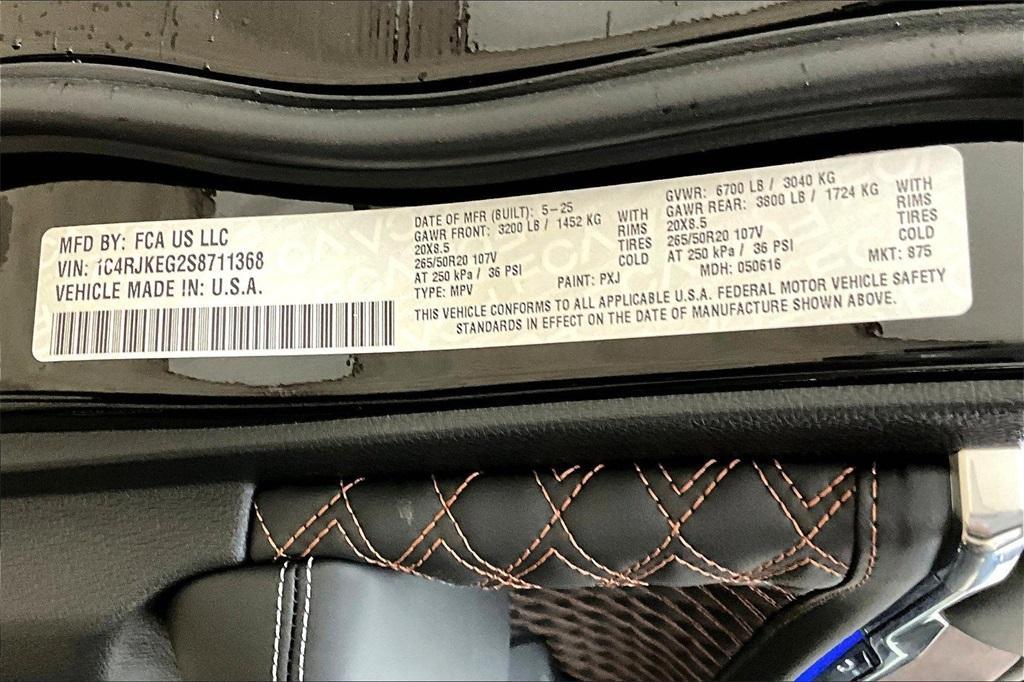 MFD BY: FCA US LLC
VIN: 1C4RJKEG2S8711368
VEHICLE MADE IN: U.S.A.
DATE OF MFR (BUILT): 5-25
GAWR FRONT: 3200 LB / 1452 KG WITH
20X8.5 RIMS
265/50R20 107V TIRES
AT 250 kPa / 36 PSI COLD
TYPE: MPV PAINT: PXJ
GVWR: 6700 LB / 3040 KG
GAWR REAR: 3800 LB / 1724 KG WITH
20X8.5 RIMS
265/50R20 107V TIRES
AT 250 kPa / 36 PSI COLD
MDH: 050616 MKT: 875
THIS VEHICLE CONFORMS TO ALL APPLICABLE U.S.A. FEDERAL MOTOR VEHICLE SAFETY
STANDARDS IN EFFECT ON THE DATE OF MANUFACTURE SHOWN ABOVE.